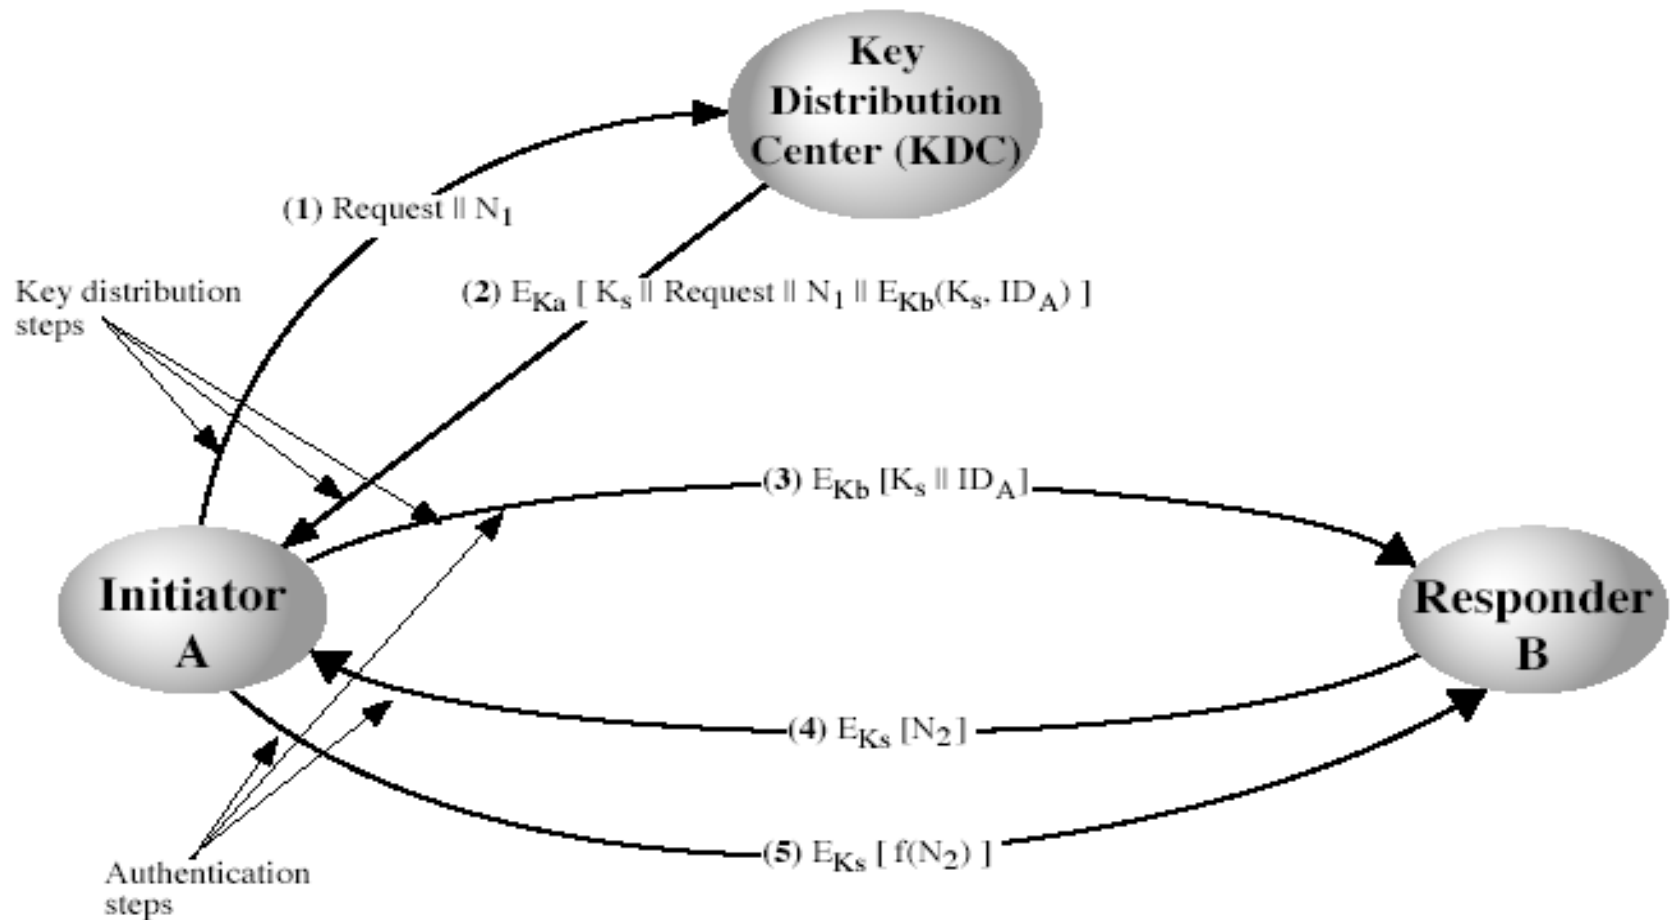 Key
Distribution
Center (KDC)
(1) Request || N1
Key distribution
steps
(2) EKa [ Ks || Request || N1 || EKb(Ks, IDA) ]
(3) EKb [Ks || IDA]
Initiator
A
Responder
B
(4) EKs [N2]
(5) EKs [ f(N2) ]
Authentication
steps